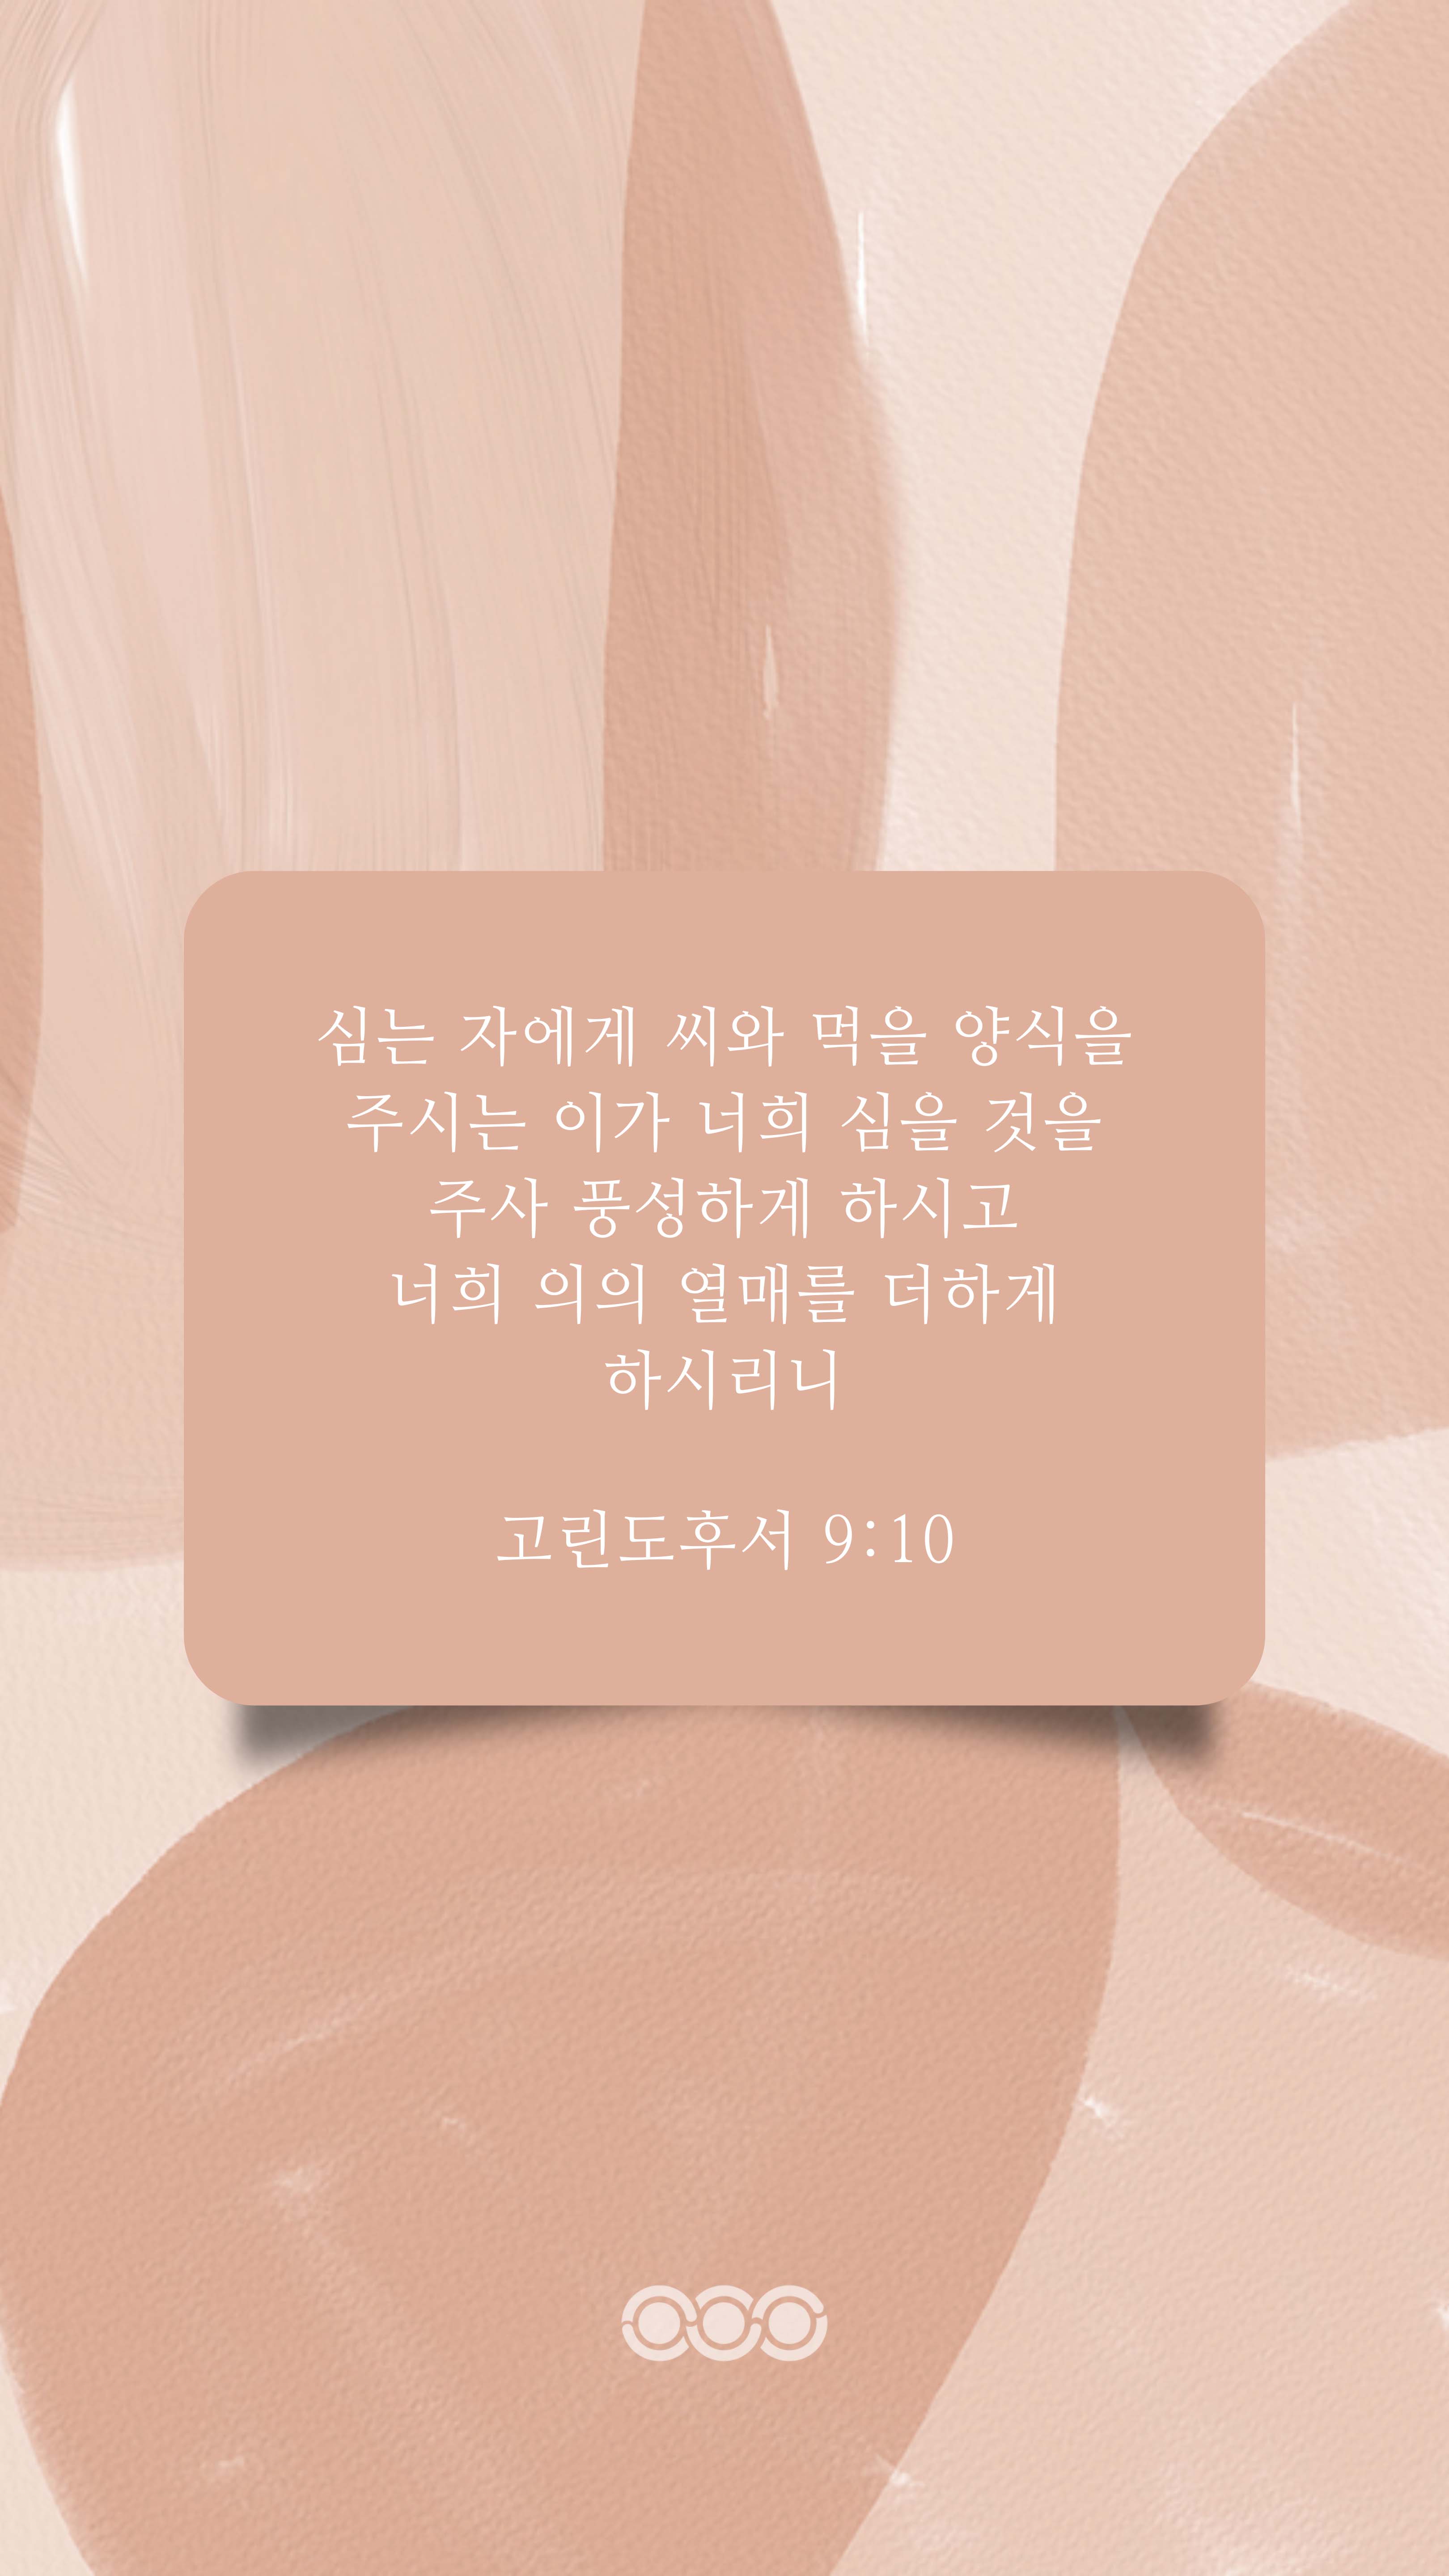 심는 자에게 씨와 먹을 양식을
주시는 이가 너희 심을 것을
주사 풍성하게 하시고
너희 의의 열매를 더하게
하시리니
고린도후서 9:10